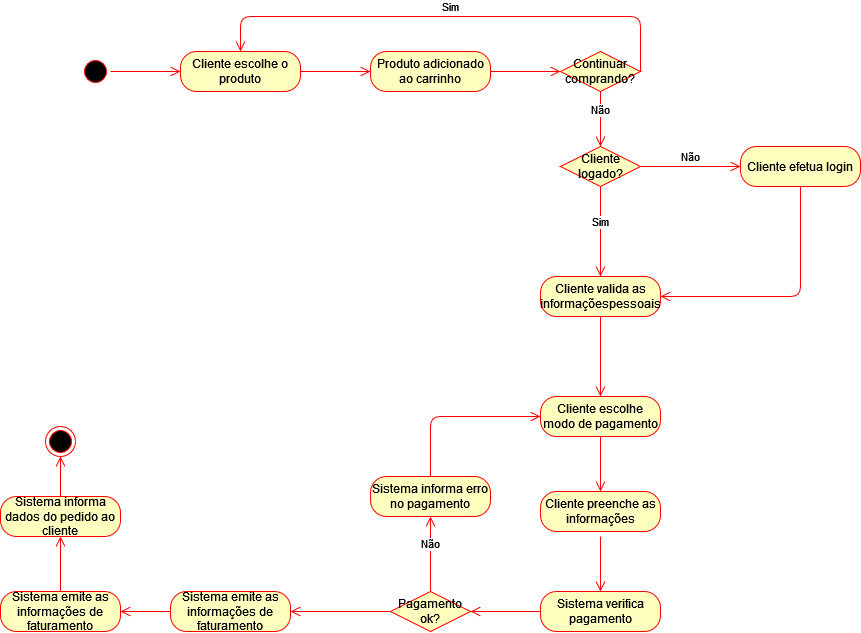 Sim
Cliente escolhe o
produto
Produto adicionado
ao carrinho
Continuar
comprando?
Não
Cliente
logado?
Não
Cliente efetua login
Sim
Cliente valida as
informaçõespessoais
Cliente escolhe
modo de pagamento
Sistema informa erro
no pagamento
Cliente preenche as
informações
Sistema informa
dados do pedido ao
cliente
Não
Sistema emite as
informações de
faturamento
Sistema emite as
informações de
faturamento
Pagamento
ok?
Sistema verifica
pagamento